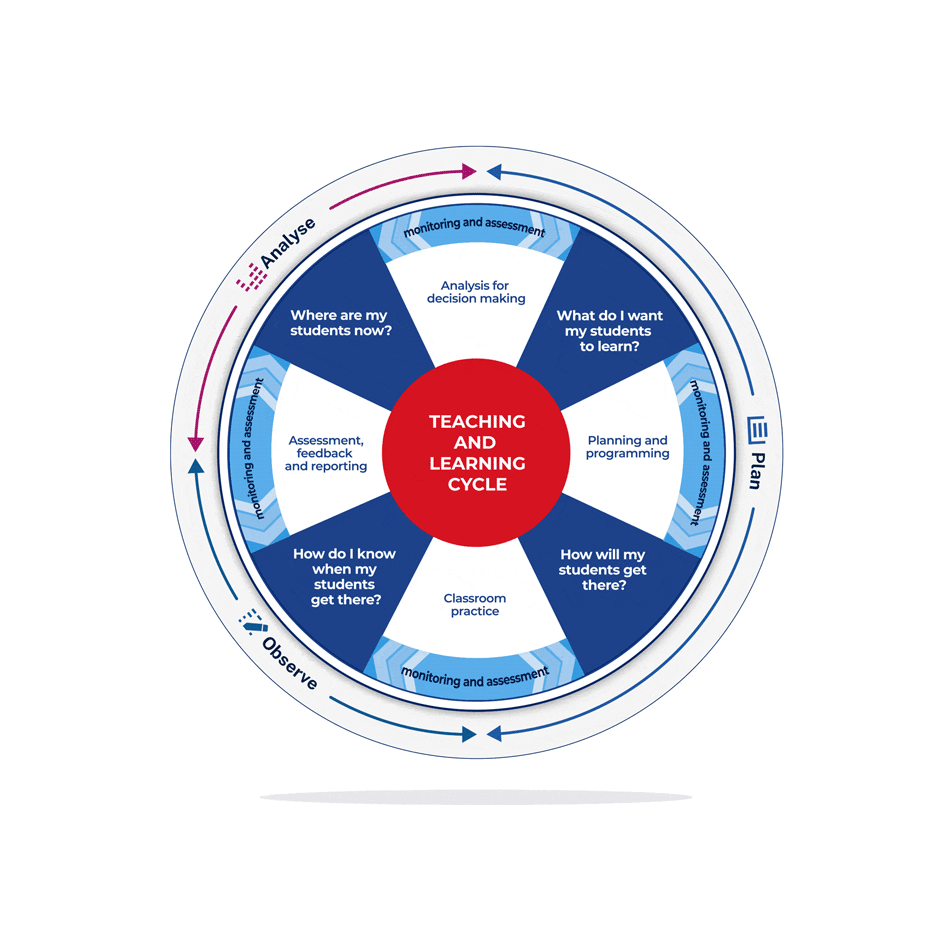 Analyse
monitoring and assessment
Analysis for
decision making
Where are my
students now?
What do I want
my students
to learn?
monitoring and assessment
Assessment,
feedback
and reporting
TEACHING
AND
LEARNING
CYCLE
Planning and
programming
monitoring and assessment
Plan
How do I know
when my
students
get there?
How will my
students get
there?
Classroom
practice
monitoring and assessment
Observe